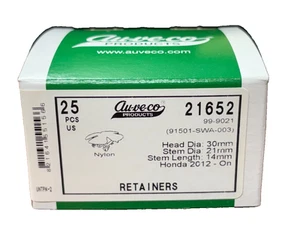 Auveco
PRODUCTS
www.auveco.com
25
PCS
US
Auveco
PRODUCTS
21652
99-9021
(91501-SWA-003)
Nylon
Head Dia: 30mm
Stem Dia: 21mm
Stem Length: 14mm
Honda 2012 - On
RETAINERS